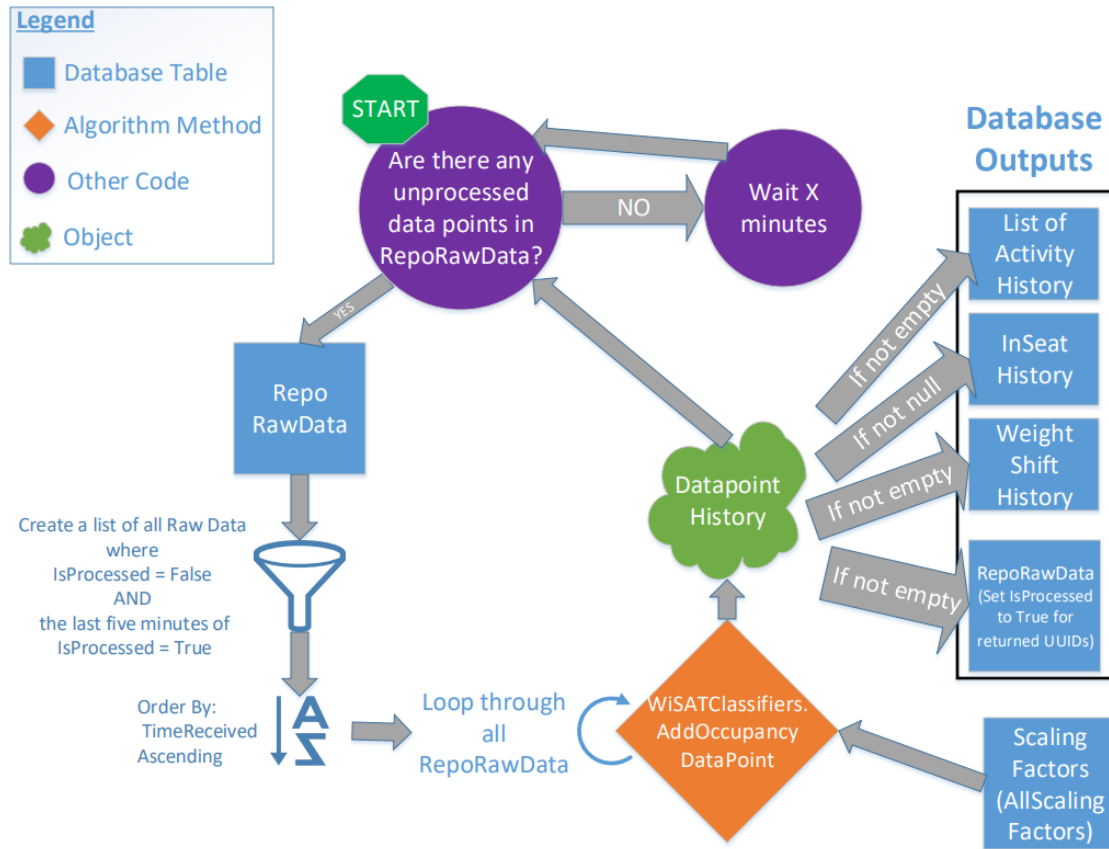 Legend
Database Table
Algorithm Method
Other Code
Object
START
Are there any
unprocessed
data points in
RepoRawData?
NO
Wait X
minutes
YES
Repo
RawData
Create a list of all Raw Data
where
IsProcessed = False
AND
the last five minutes of
IsProcessed = True
Order By:
TimeReceived
Ascending
A
Z
Loop through
all
RepoRawData
WiSATClassifiers.
AddOccupancy
DataPoint
Scaling
Factors
(AllScaling
Factors)
Datapoint
History
If not empty
If not null
If not empty
If not empty
Database
Outputs
List of
Activity
History
InSeat
History
Weight
Shift
History
RepoRawData
(Set IsProcessed
to True for
returned UUIDs)